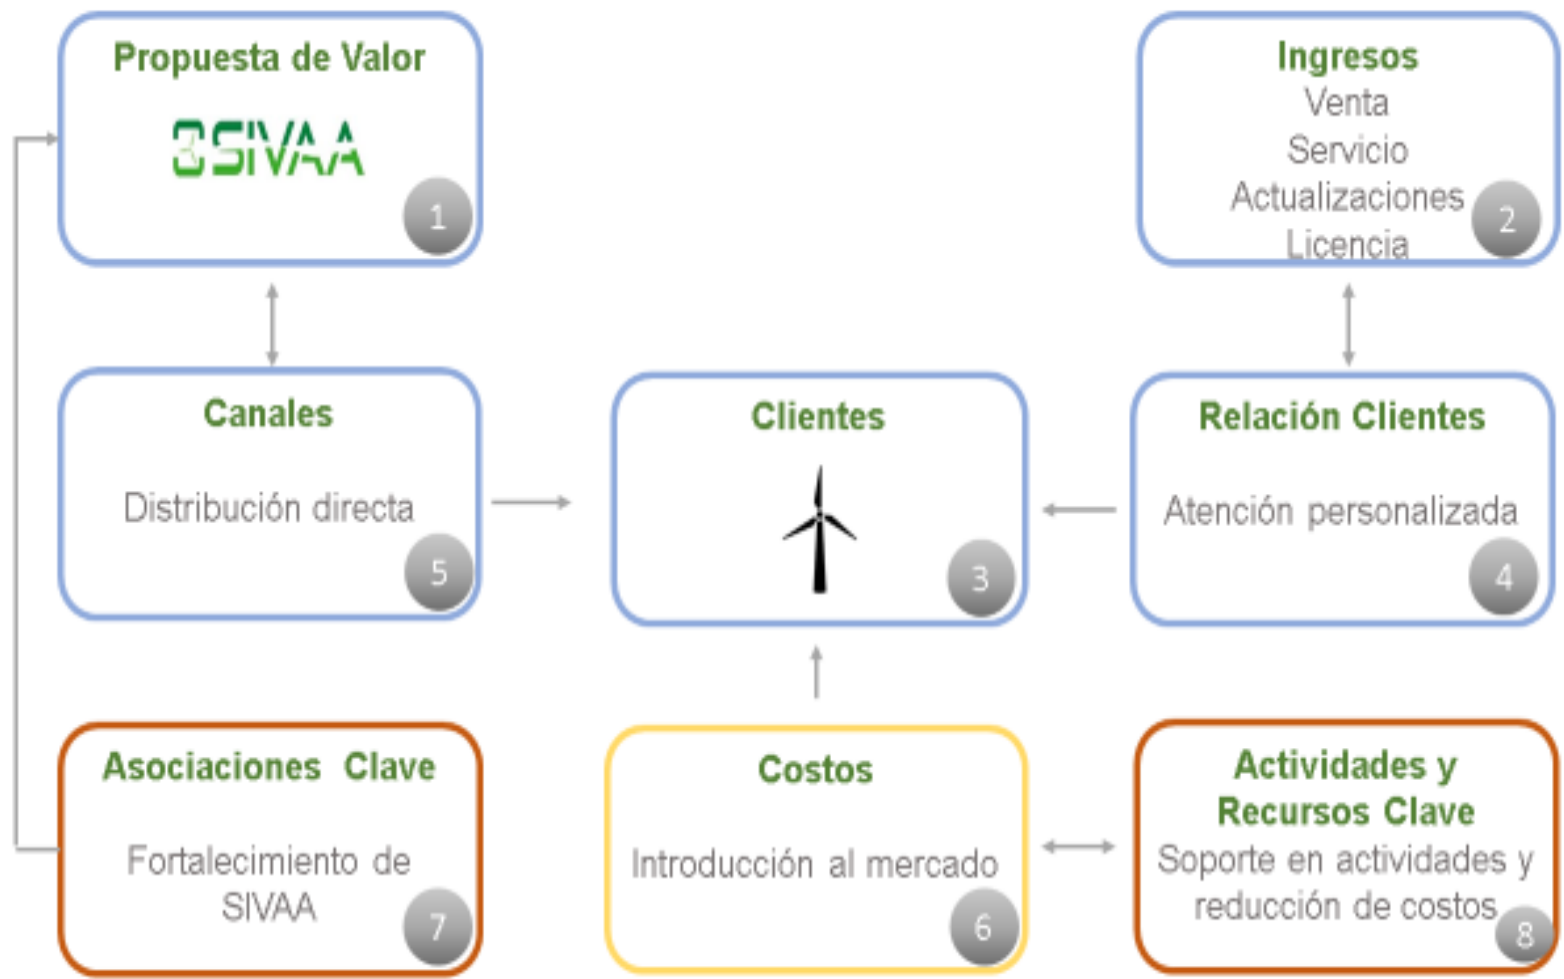 Propuesta de Valor
SIVAA
1
Ingresos
Venta
Servicio
Actualizaciones
Licencia
2
Canales
Distribución directa
5
Clientes
3
Relación Clientes
Atención personalizada
4
Asociaciones Clave
Fortalecimiento de
SIVAA
7
Costos
Introducción al mercado
6
Actividades y
Recursos Clave
Soporte en actividades y
reducción de costos
8